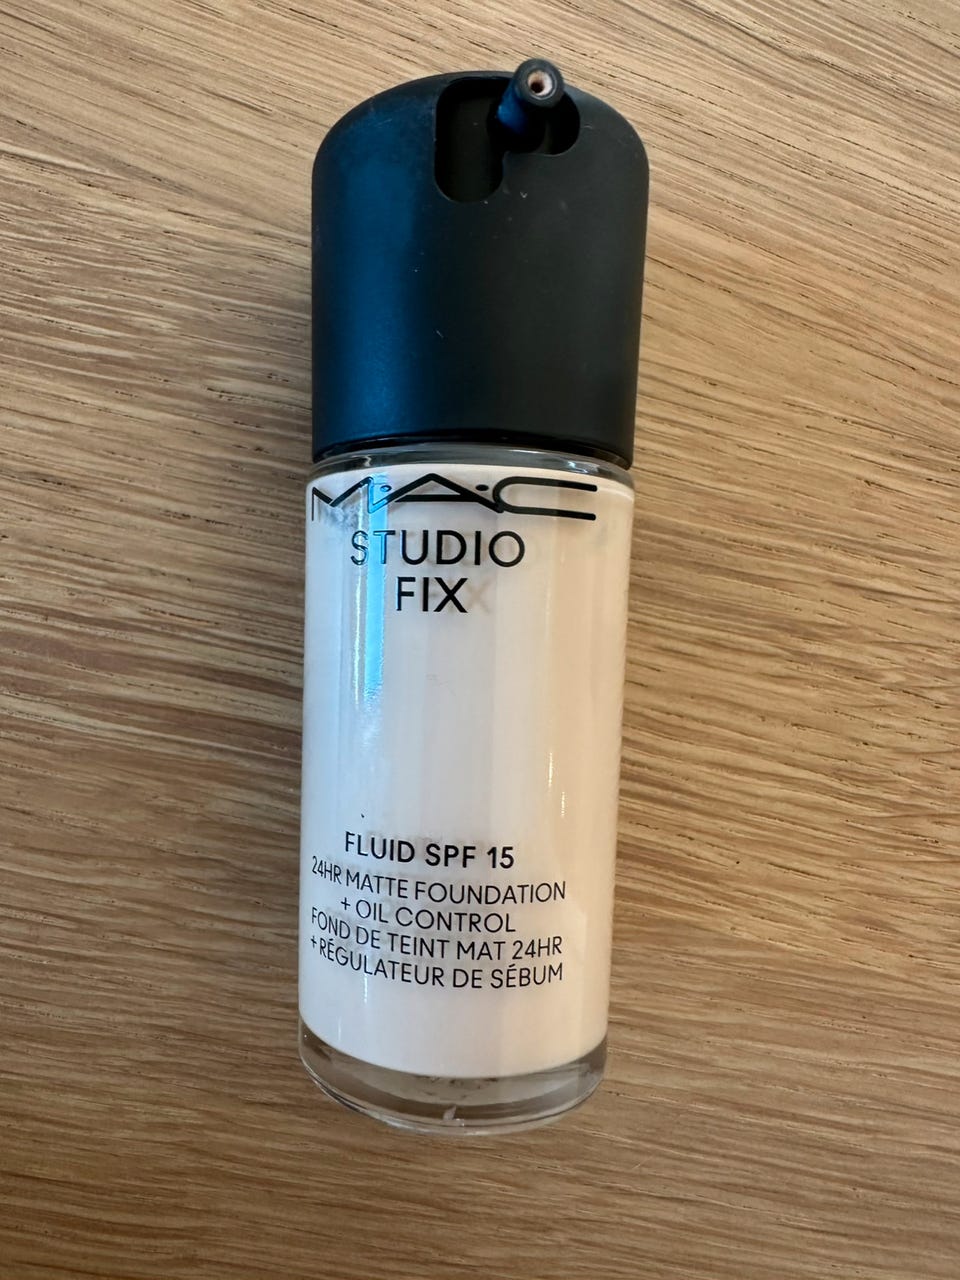 M·A·C
STUDIO
FIX
FLUID SPF 15
24HR MATTE FOUNDATION
+ OIL CONTROL
FOND DE TEINT MAT 24HR
+ RÉGULATEUR DE SÉBUM